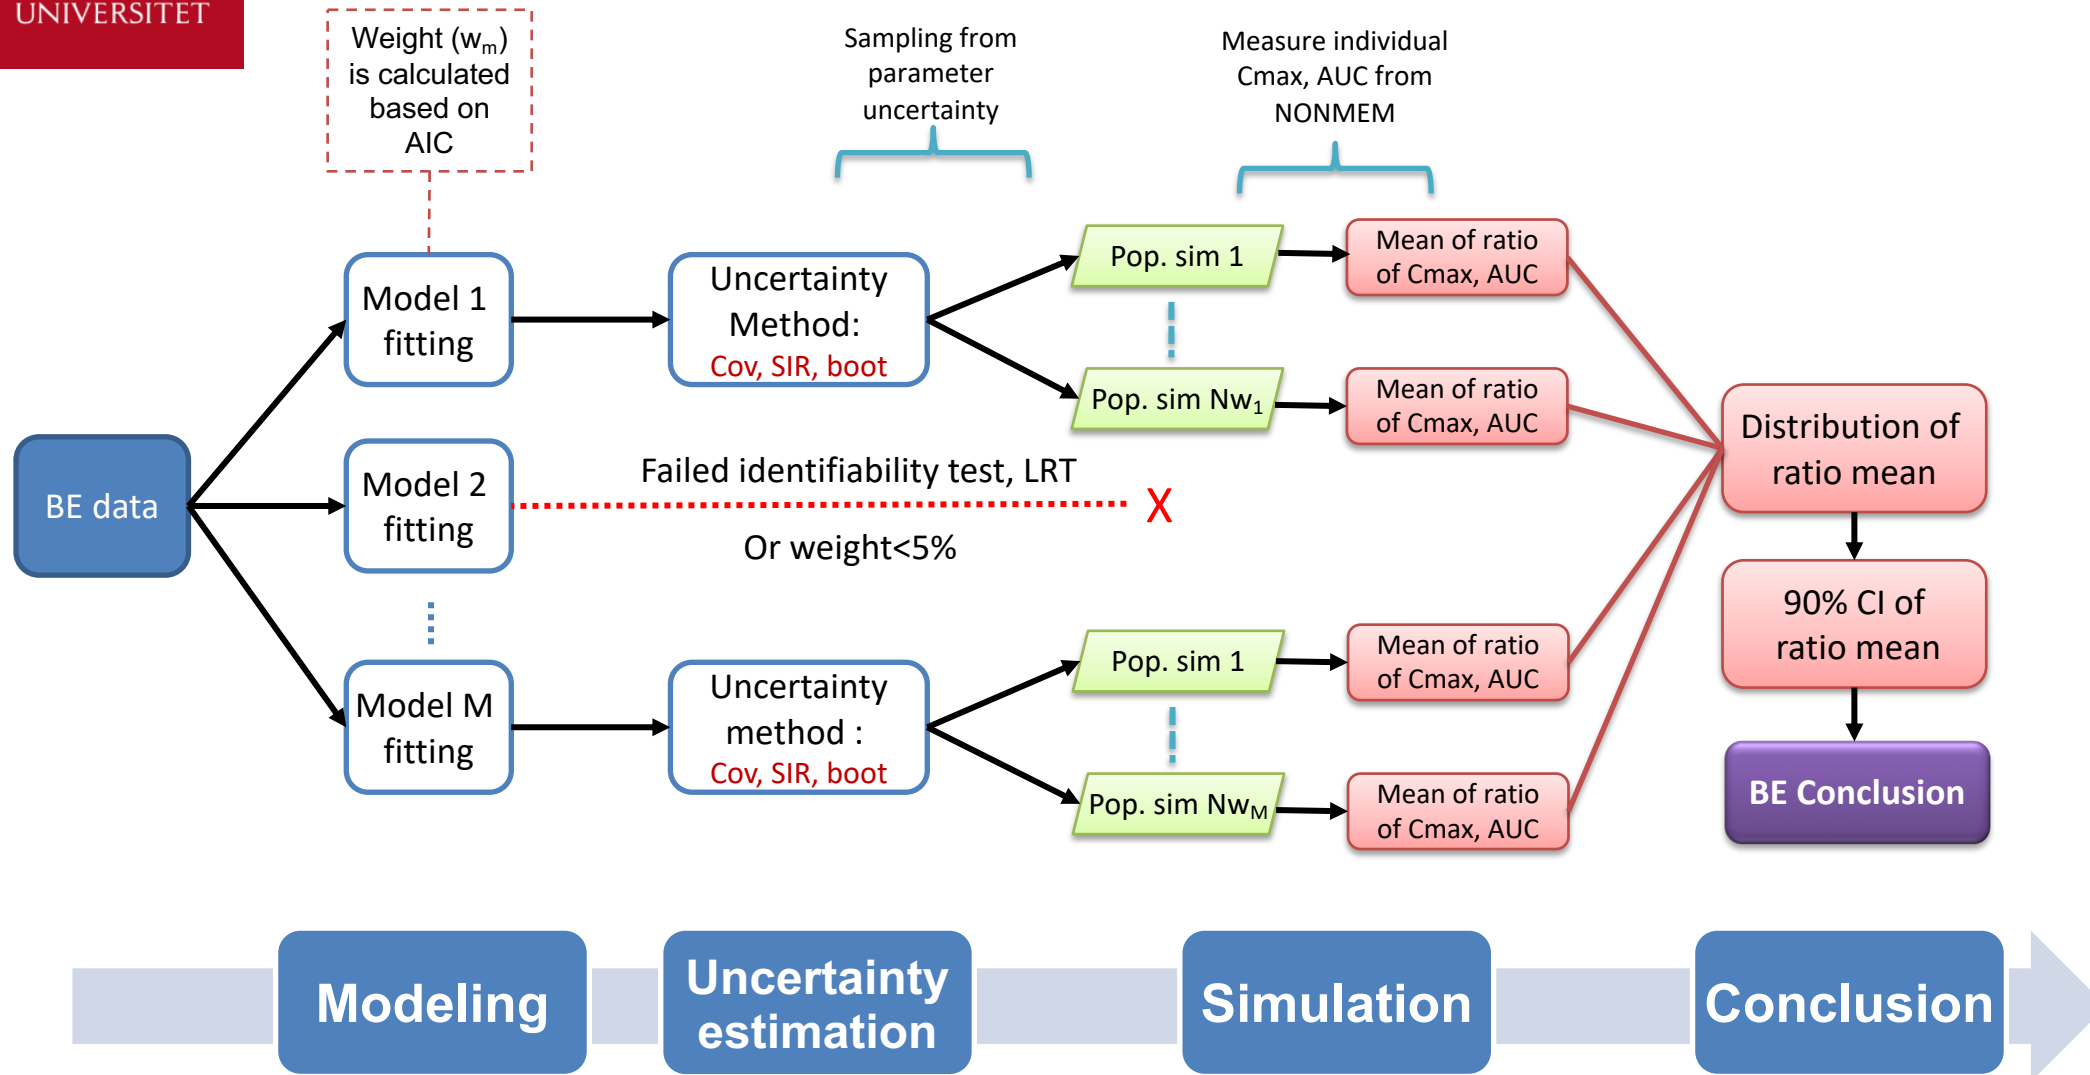 UNIVERSITET
Weight (wₘ)
is calculated
based on
AIC
Sampling from
parameter
uncertainty
Measure individual
Cmax, AUC from
NONMEM
BE data
Model 1
fitting
Uncertainty
Method:
Cov, SIR, boot
Pop. sim 1
Mean of ratio
of Cmax, AUC
Pop. sim Nw₁
Mean of ratio
of Cmax, AUC
Model 2
fitting
Failed identifiability test, LRT
X
Or weight<5%
Model M
fitting
Uncertainty
method :
Cov, SIR, boot
Pop. sim 1
Mean of ratio
of Cmax, AUC
Pop. sim Nw_M
Mean of ratio
of Cmax, AUC
Distribution of
ratio mean
90% CI of
ratio mean
BE Conclusion
Modeling
Uncertainty
estimation
Simulation
Conclusion